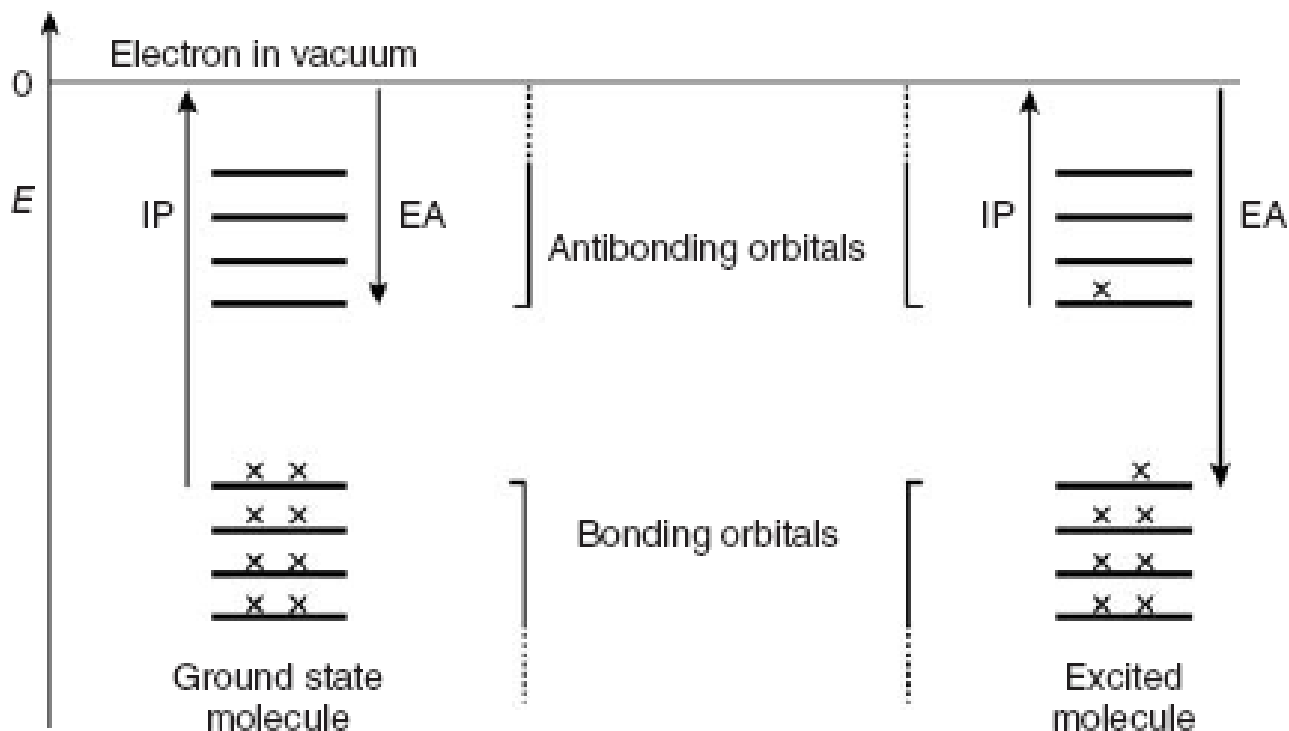 Electron in vacuum
0
E
IP
EA
Antibonding orbitals
IP
EA
x
x x
x
x x
Bonding orbitals
x x
x x
x x
x x
x x
Ground state
molecule
Excited
molecule